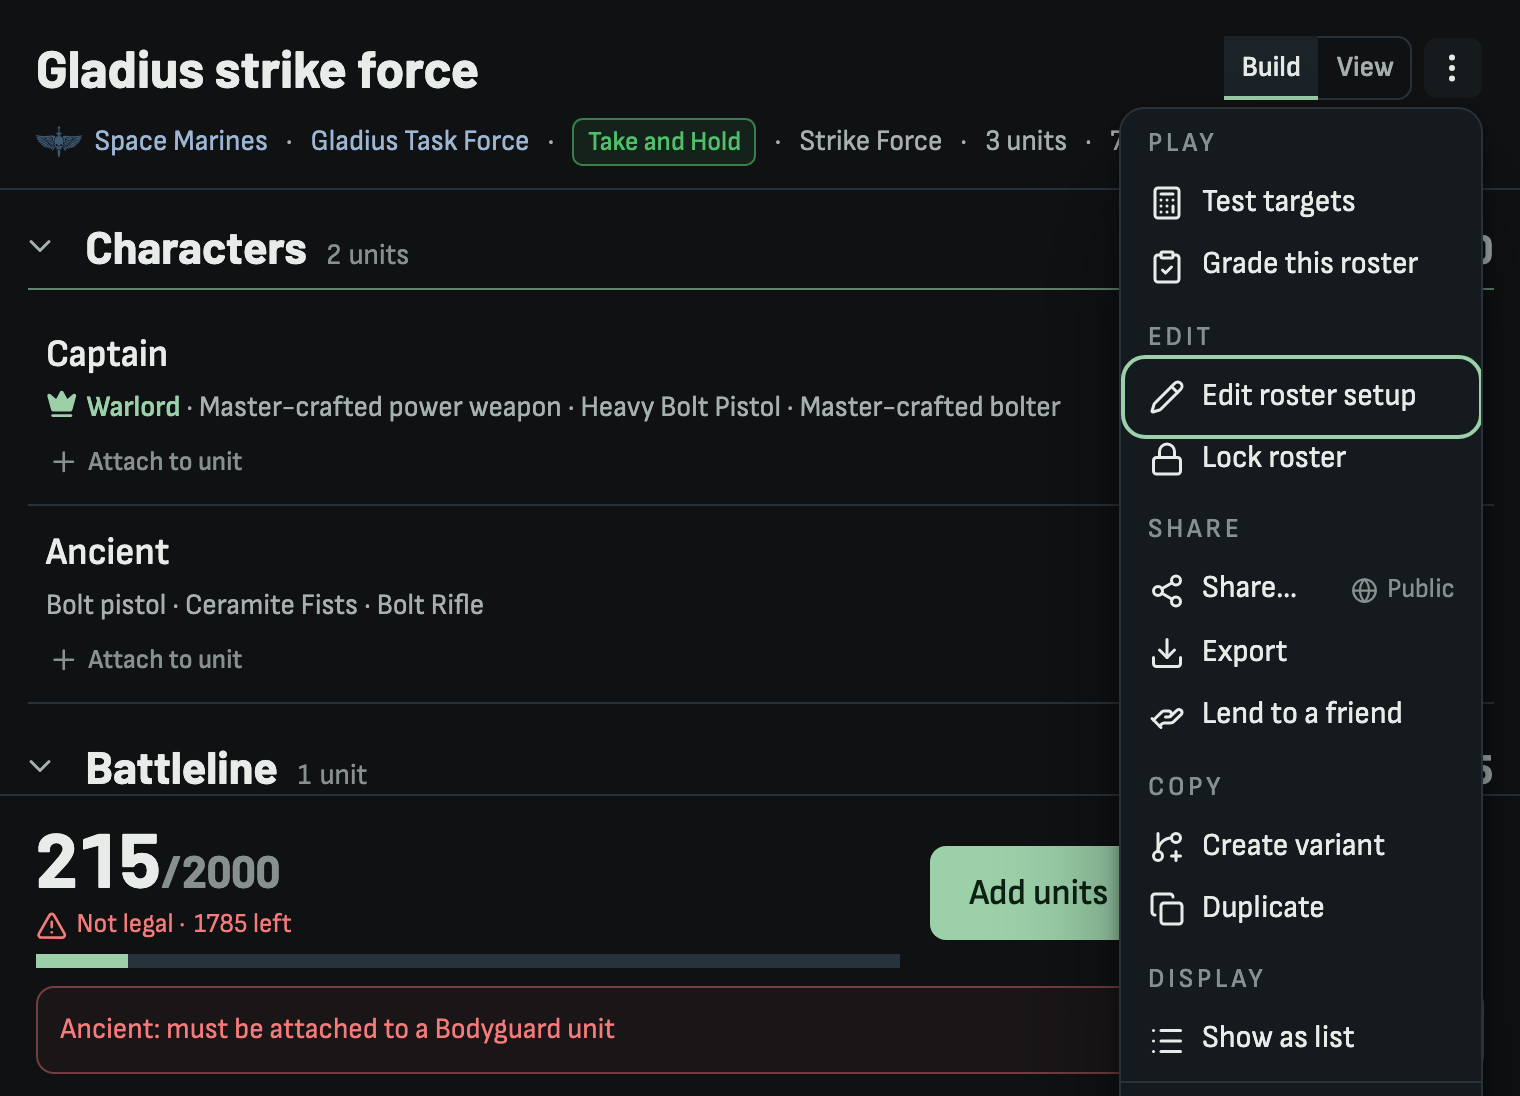 Gladius strike force
Build
View
Space Marines · Gladius Task Force · Take and Hold · Strike Force · 3 units ·
Characters 2 units
Captain
Warlord · Master-crafted power weapon · Heavy Bolt Pistol · Master-crafted bolter
+ Attach to unit
Ancient
Bolt pistol · Ceramite Fists · Bolt Rifle
+ Attach to unit
Battleline 1 unit
215/2000
Not legal · 1785 left
Add units
Ancient: must be attached to a Bodyguard unit
PLAY
Test targets
Grade this roster
EDIT
Edit roster setup
Lock roster
SHARE
Share... Public
Export
Lend to a friend
COPY
Create variant
Duplicate
DISPLAY
Show as list